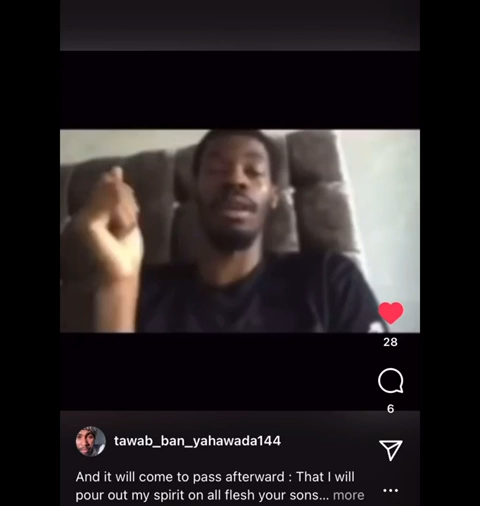 28
6
tawab_ban_yahawada144
And it will come to pass afterward : That I will
pour out my spirit on all flesh your sons... more